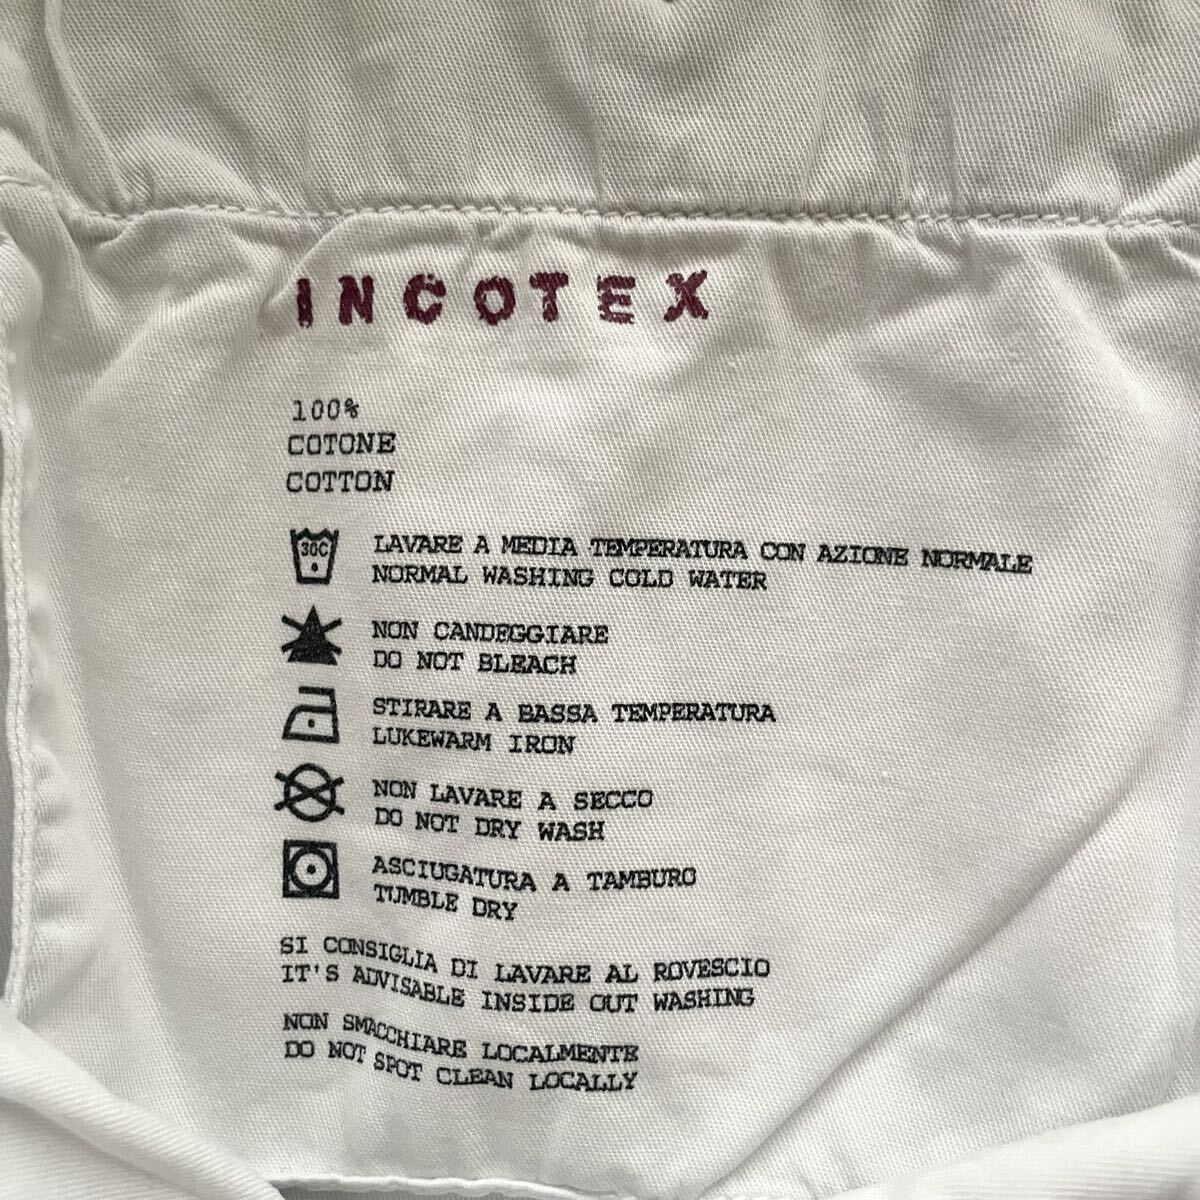 INCOTEX
100%
COTONE
COTTON
30C
LAVARE A MEDIA TEMPERATURA CON AZIONE NORMALE
NORMAL WASHING COLD WATER
NON CANDEGGIARE
DO NOT BLEACH
STIRARE A BASSA TEMPERATURA
LUKEWARM IRON
NON LAVARE A SECCO
DO NOT DRY WASH
ASCIUGATURA A TAMBURO
TUMBLE DRY
SI CONSIGLIA DI LAVARE AL ROVESCIO
IT'S ADVISABLE INSIDE OUT WASHING
NON SMACCHIARE LOCALMENTE
DO NOT SPOT CLEAN LOCALLY